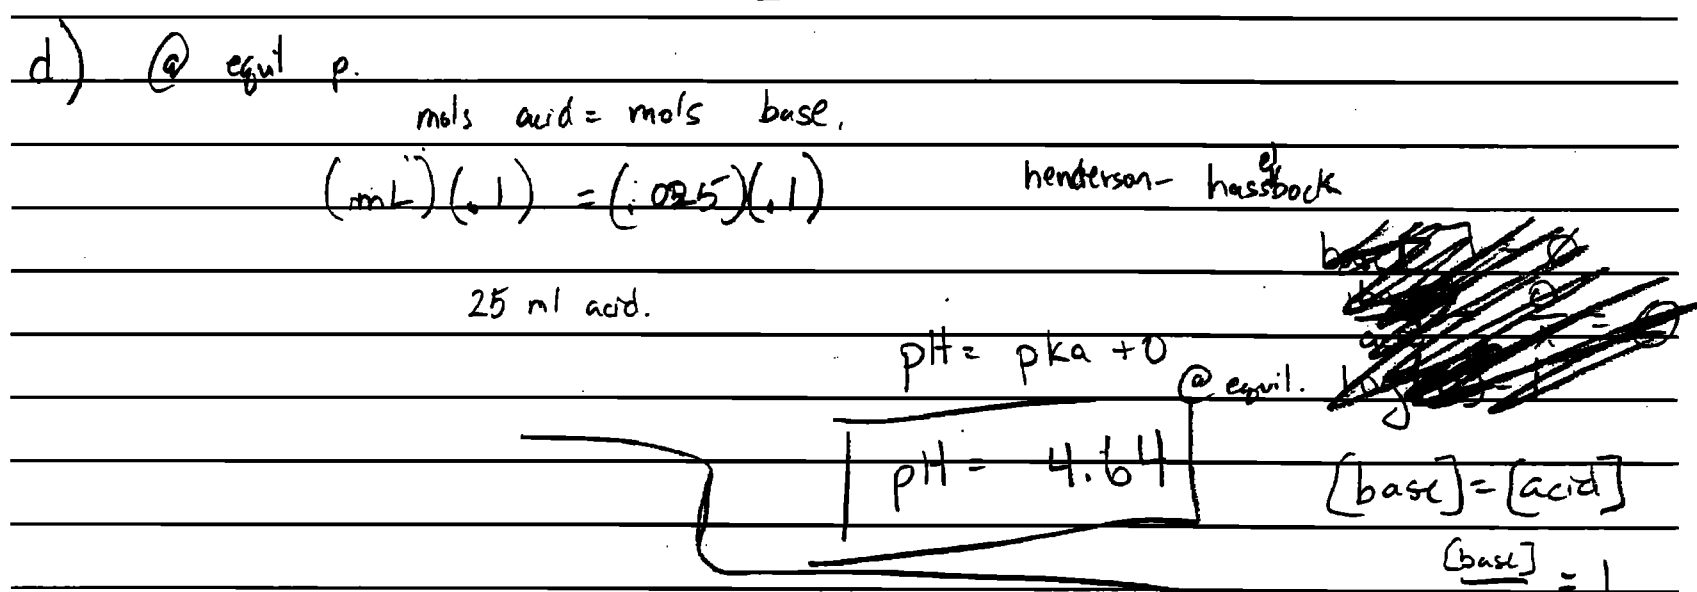 d) @ equil p.
mols acid = mols base.
(mL)(.1) = (.025)(.1)
henderson- hasselbock
25 ml acid.
pH = pka + 0
@ equil.
pH = 4.64
[base] = [acid]
[base] = 1